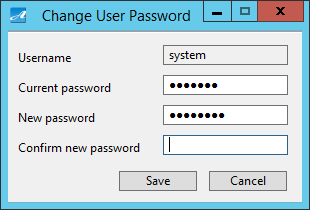 Change User Password
Username system
Current password ●●●●●●●
New password ●●●●●●●●
Confirm new password
Save Cancel